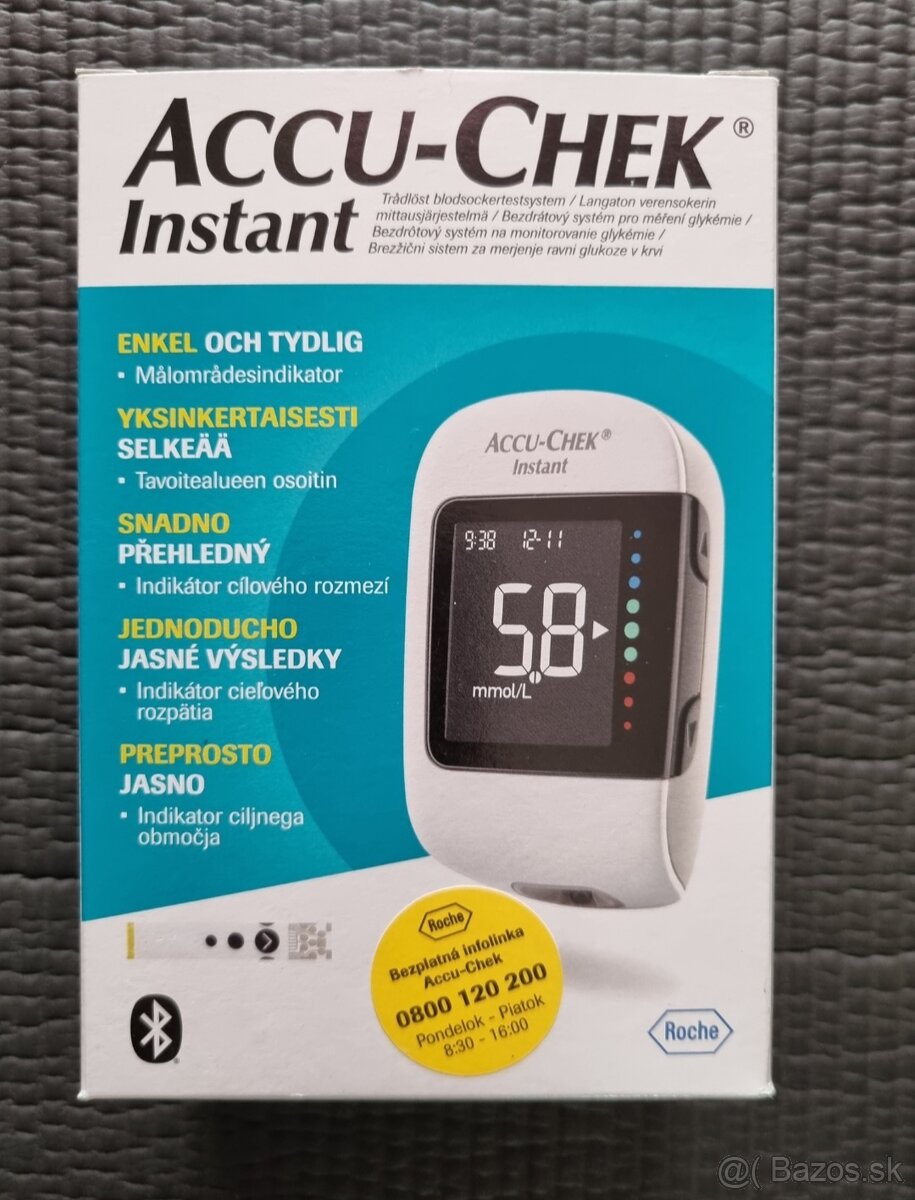 ACCU-CHEK®
Instant
Trådlöst blodsockertestsystem / Langaton verensokerin
mittausjärjestelmä / Bezdrátový systém pro měření glykémie /
Bezdrôtový systém na monitorovanie glykémie /
Brezžični sistem za merjenje ravni glukoze v krvi
ENKEL OCH TYDLIG
• Målområdesindikator
YKSINKERTAISESTI
SELKEÄÄ
• Tavoitealueen osoitin
SNADNO
PŘEHLEDNÝ
• Indikátor cílového rozmezí
JEDNODUCHO
JASNÉ VÝSLEDKY
• Indikátor cieľového
rozpätia
PREPROSTO
JASNO
• Indikator ciljnega
območja
ACCU-CHEK®
Instant
9:38 12-11
5.8
mmol/L
Roche
Bezplatná infolinka
Accu-Chek
0800 120 200
Pondelok - Piatok
8:30 - 16:00
Roche
@( Bazos.sk